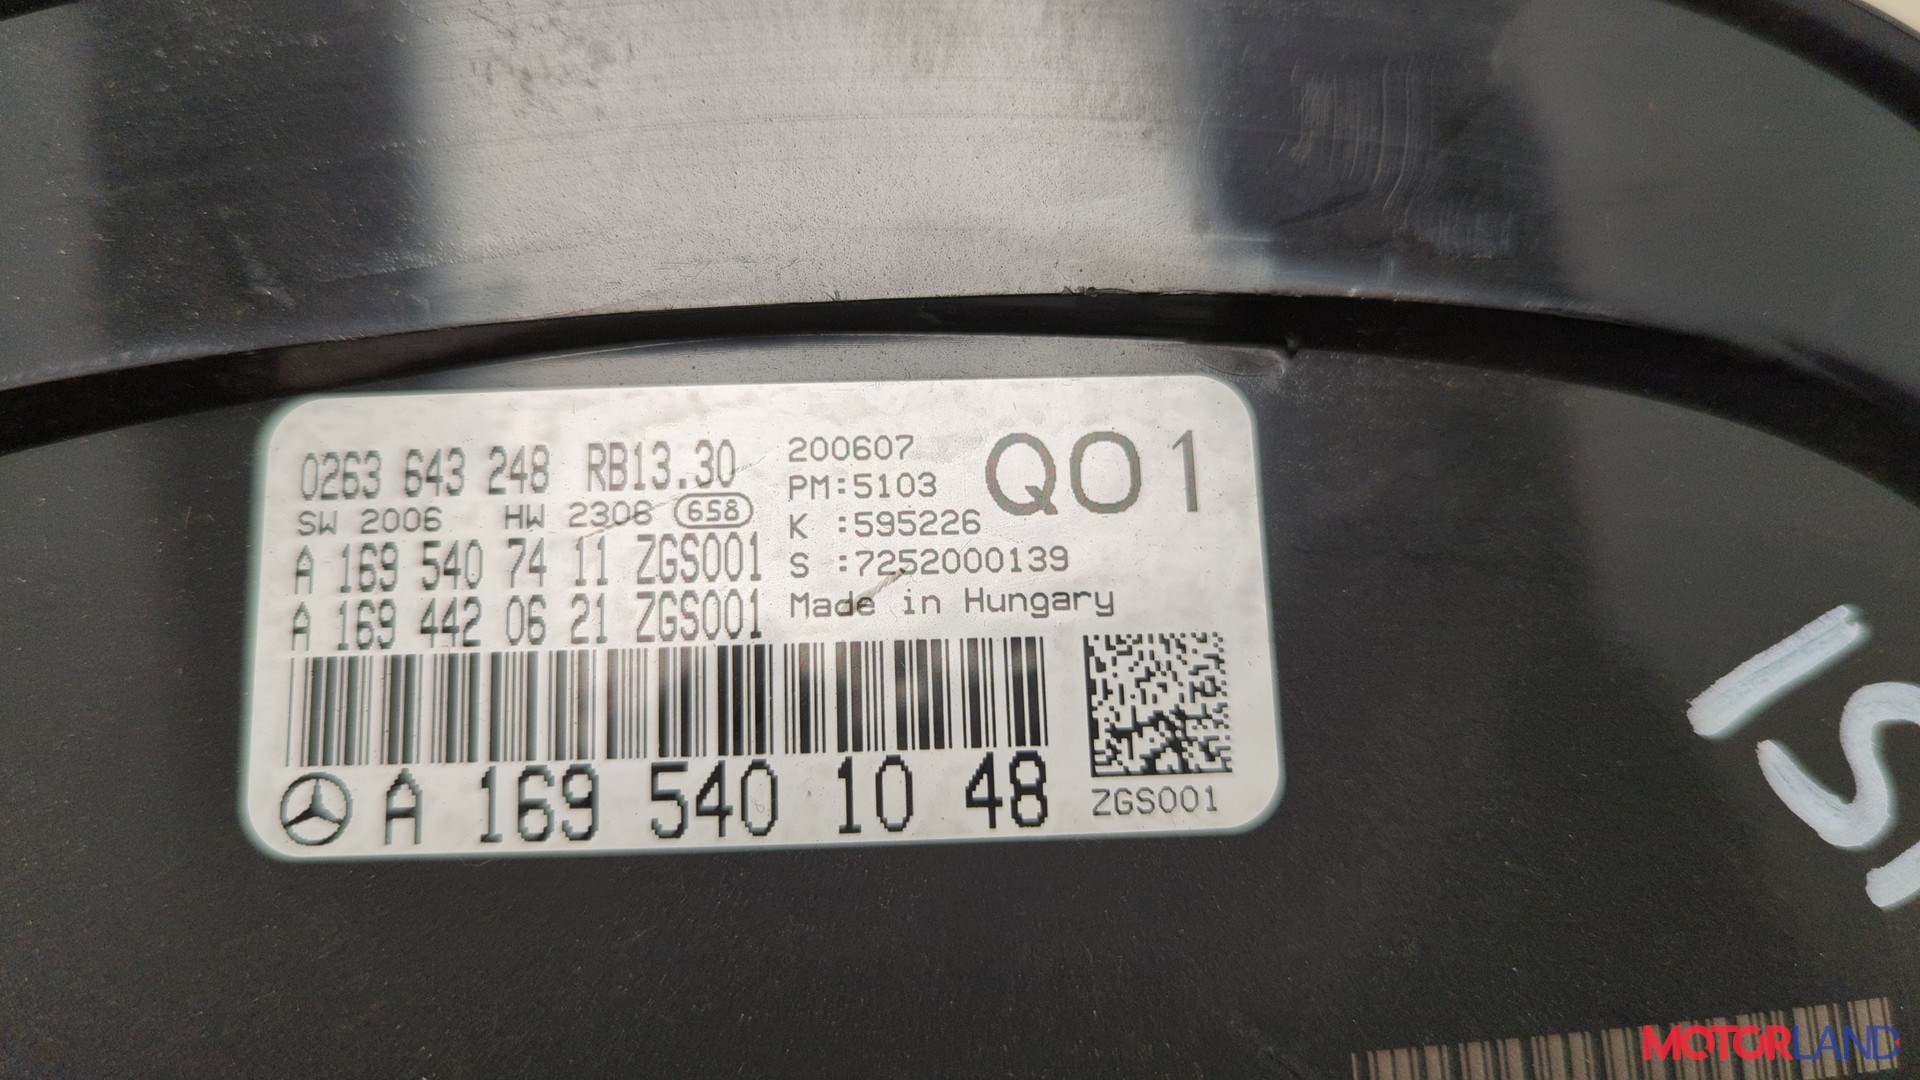 0263 643 248 RB13.30
SW 2006 HW 2306 658
A 169 540 74 11 ZGS001
A 169 442 06 21 ZGS001
200607
PM:5103
K :595226
S :7252000139
Made in Hungary
Q01
A 169 540 10 48
ZGS001
MOTORLAND